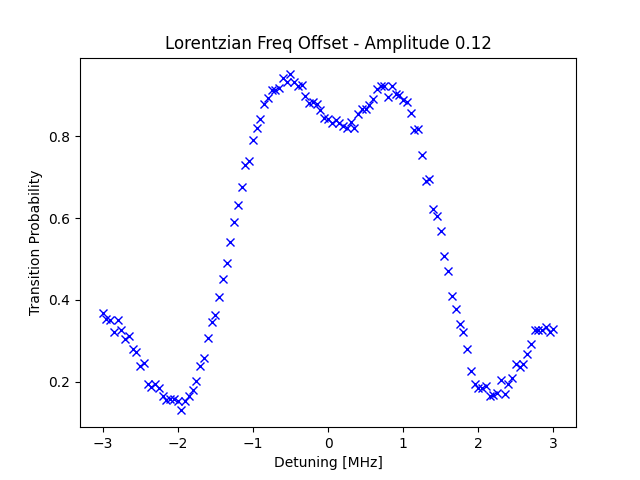 Lorentzian Freq Offset - Amplitude 0.12
Transition Probability
0.8
0.6
0.4
0.2
−3 −2 −1 0 1 2 3
Detuning [MHz]